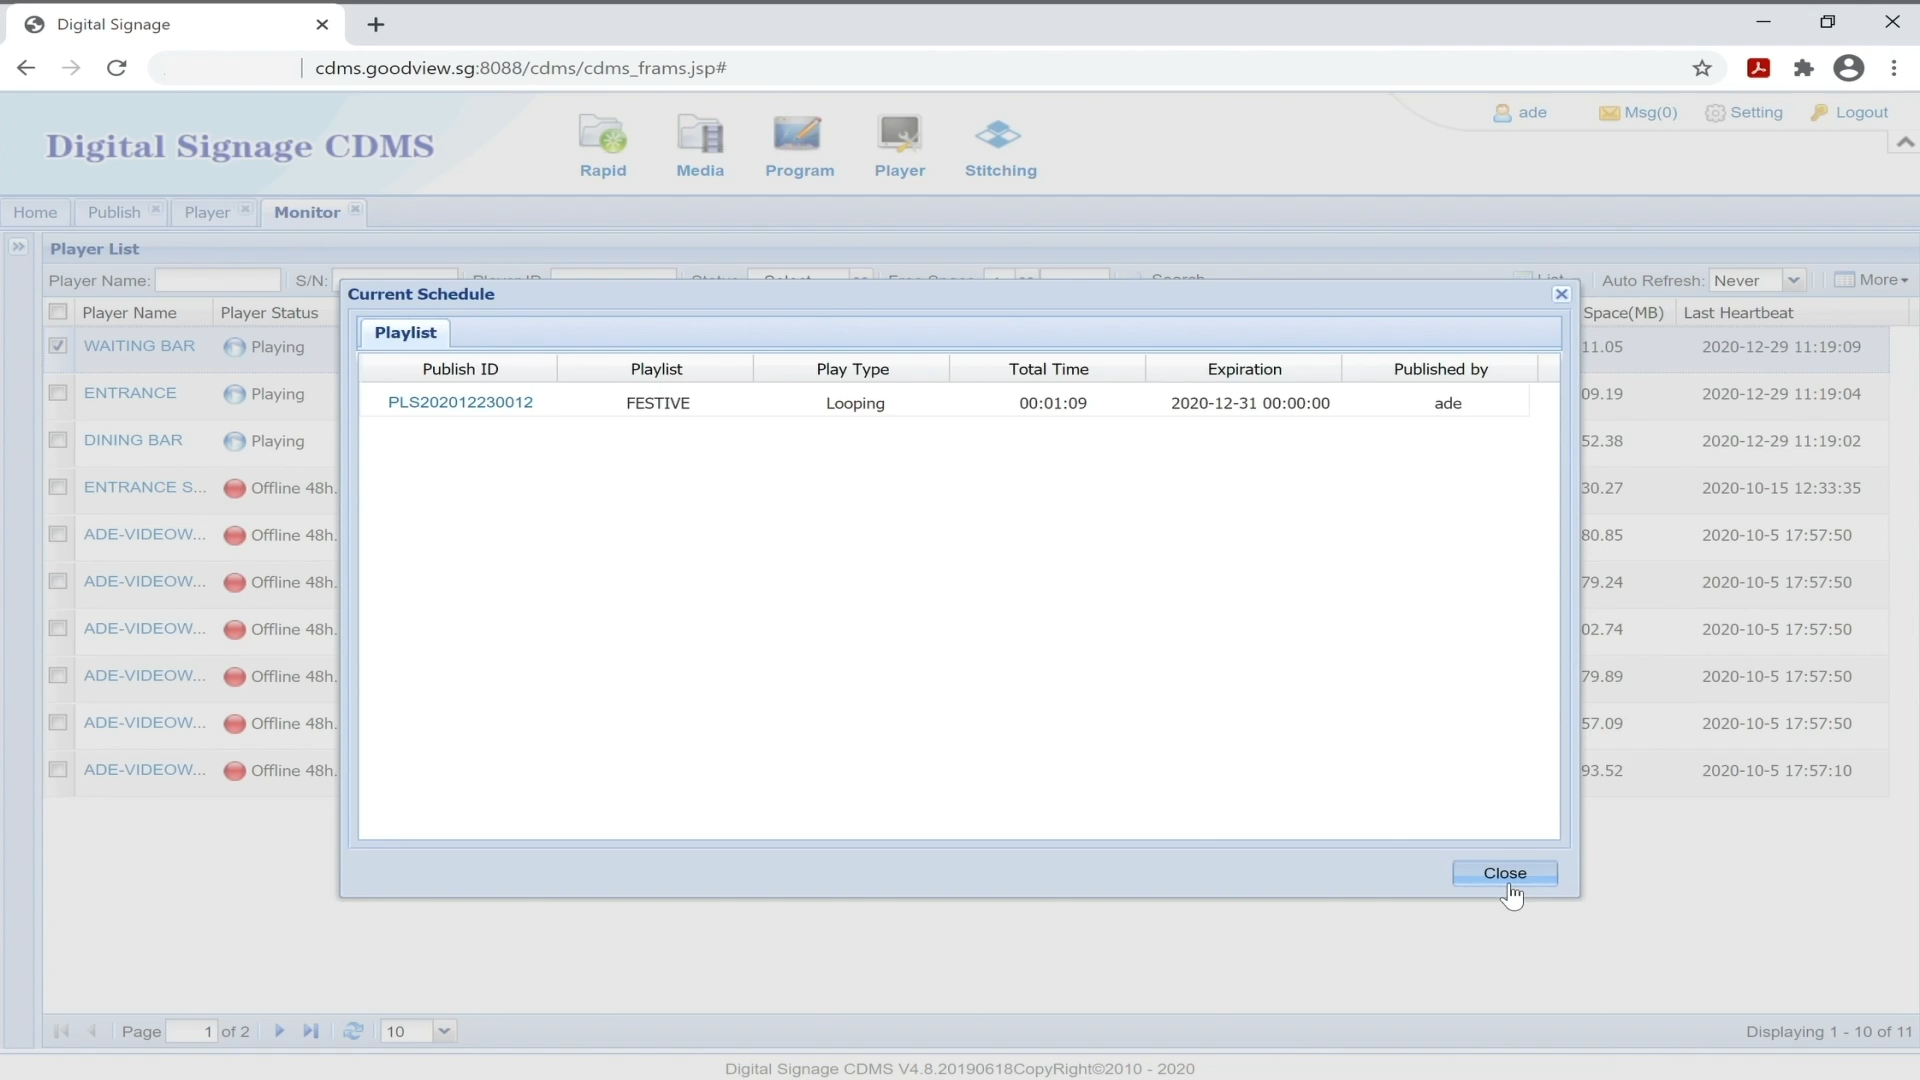 Digital Signage
cdms.goodview.sg:8088/cdms/cdms_frams.jsp#
ade Msg(0) Setting Logout
Digital Signage CDMS
Rapid Media Program Player Stitching
Home Publish Player Monitor
Player List
Player Name: S/N: Player ID Status Select Free Space Search List Auto Refresh: Never More
Current Schedule
Player Name Player Status Space(MB) Last Heartbeat
Playlist
WAITING BAR Playing 11.05 2020-12-29 11:19:09
Publish ID Playlist Play Type Total Time Expiration Published by
ENTRANCE Playing 09.19 2020-12-29 11:19:04
PLS202012230012 FESTIVE Looping 00:01:09 2020-12-31 00:00:00 ade
DINING BAR Playing 52.38 2020-12-29 11:19:02
ENTRANCE S... Offline 48h. 30.27 2020-10-15 12:33:35
ADE-VIDEOW... Offline 48h. 80.85 2020-10-5 17:57:50
ADE-VIDEOW... Offline 48h. 79.24 2020-10-5 17:57:50
ADE-VIDEOW... Offline 48h. 02.74 2020-10-5 17:57:50
ADE-VIDEOW... Offline 48h. 79.89 2020-10-5 17:57:50
ADE-VIDEOW... Offline 48h. 57.09 2020-10-5 17:57:50
ADE-VIDEOW... Offline 48h. 93.52 2020-10-5 17:57:10
Close
Page 1 of 2 10 Displaying 1 - 10 of 11
Digital Signage CDMS V4.8.20190618CopyRight©2010 - 2020